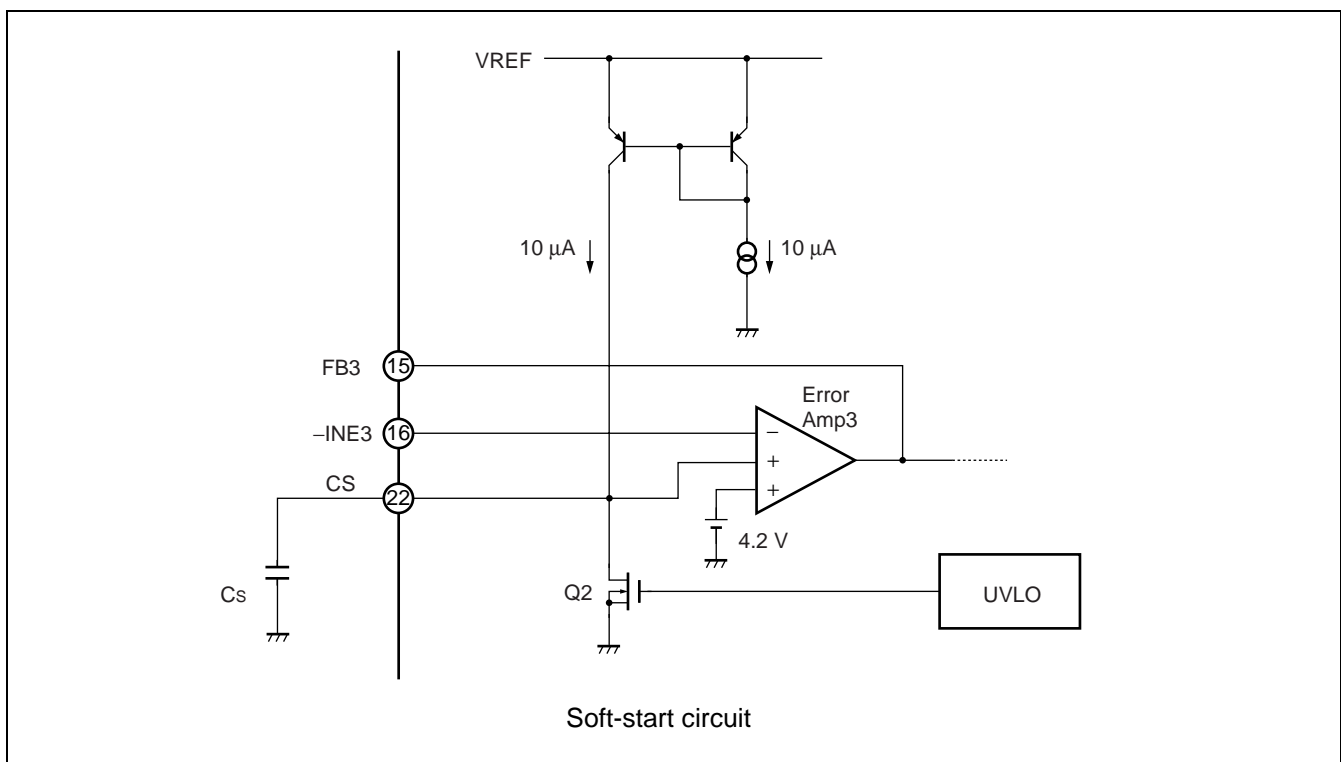 VREF
10 μA
10 μA
FB3
15
Error
Amp3
−INE3
16
−
+
CS
22
+
4.2 V
Cs
Q2
UVLO
Soft-start circuit